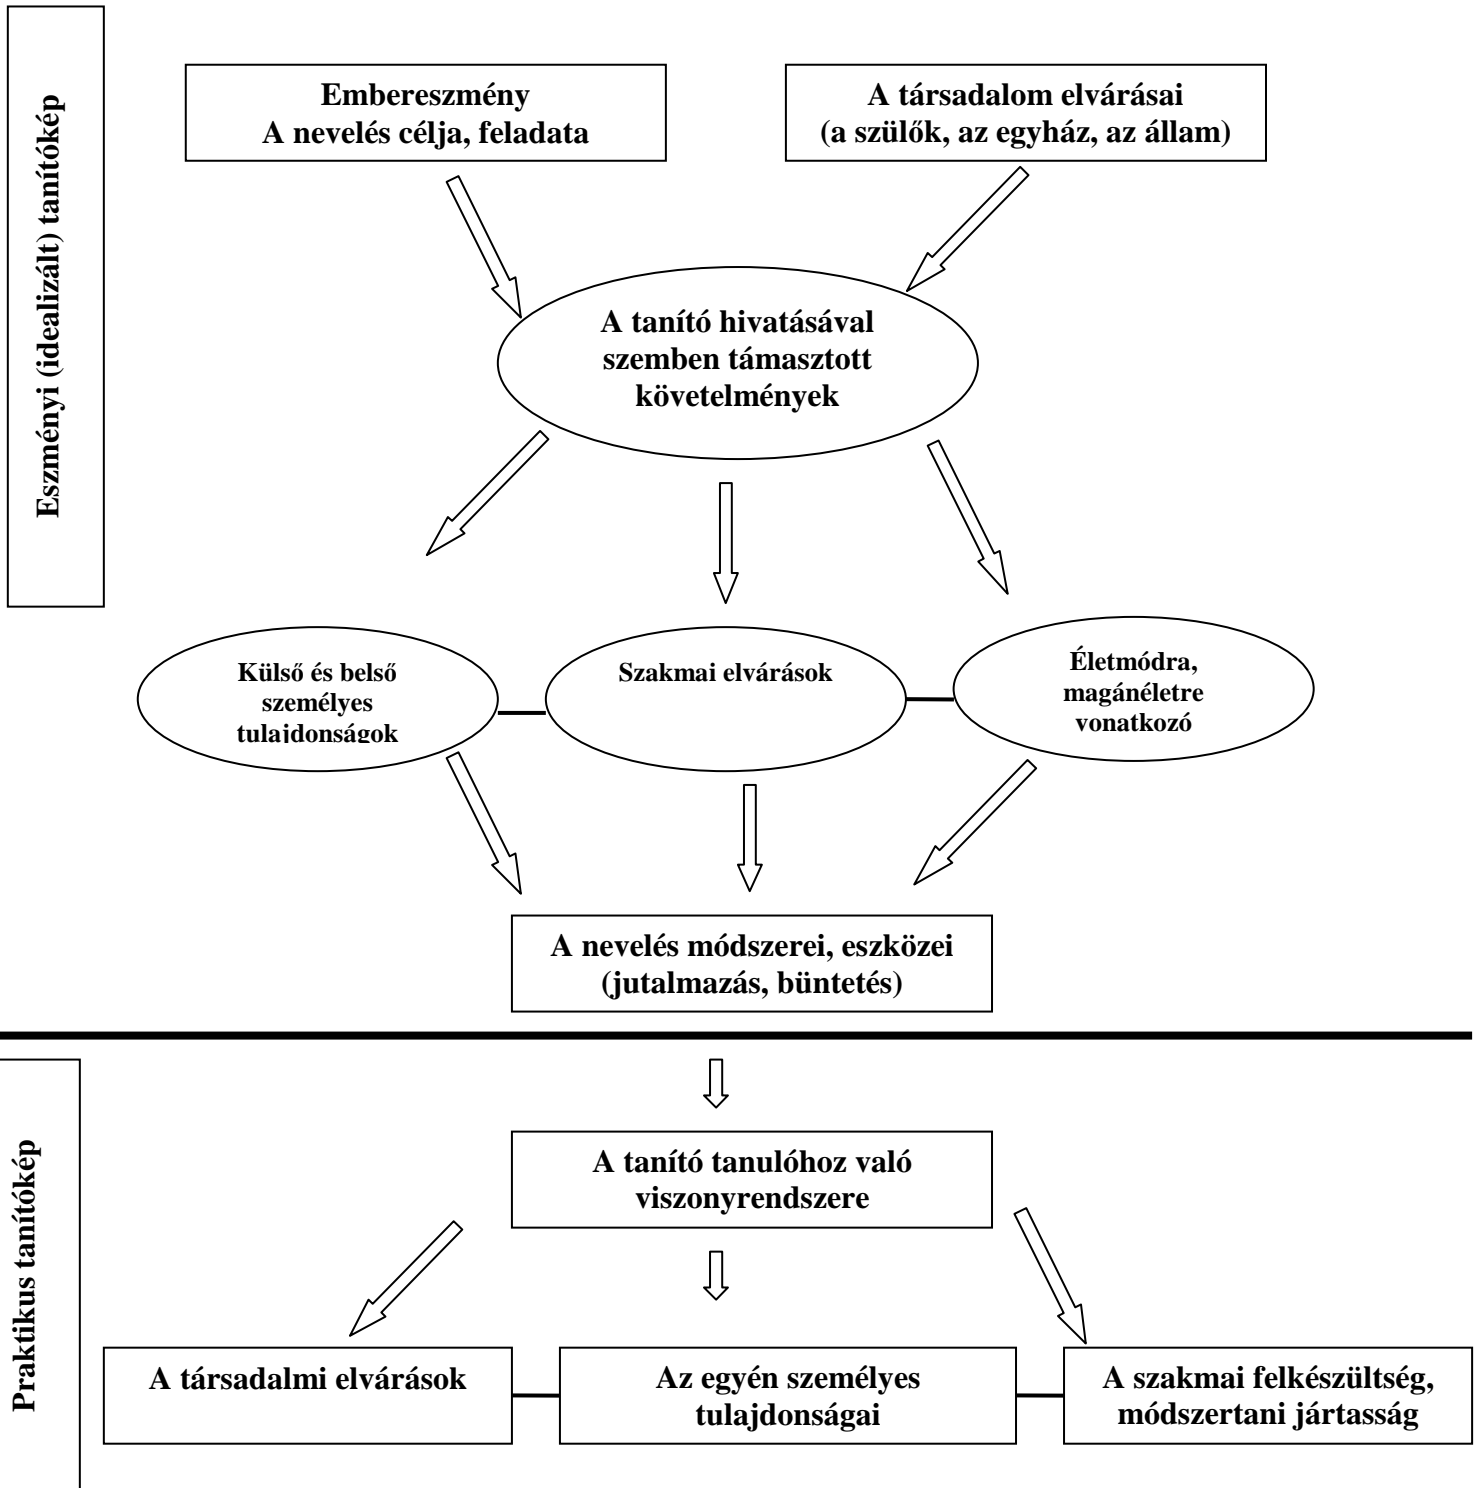 Eszményi (idealizált) tanítókép
Embereszmény
A nevelés célja, feladata
A társadalom elvárásai
(a szülők, az egyház, az állam)
A tanító hivatásával
szemben támasztott
követelmények
Külső és belső
személyes
tulajdonságok
Szakmai elvárások
Életmódra,
magánéletre
vonatkozó
A nevelés módszerei, eszközei
(jutalmazás, büntetés)
Praktikus tanítókép
A tanító tanulóhoz való
viszonyrendszere
A társadalmi elvárások
Az egyén személyes
tulajdonságai
A szakmai felkészültség,
módszertani jártasság